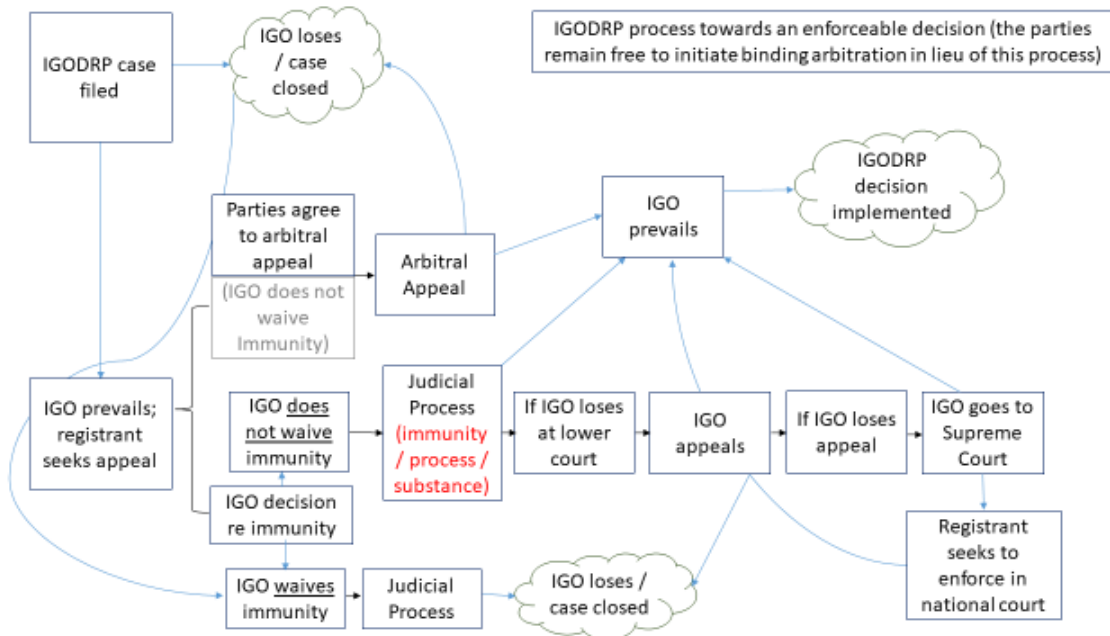 IGODRP case
filed
IGO loses
/ case
closed
IGODRP process towards an enforceable decision (the parties
remain free to initiate binding arbitration in lieu of this process)
IGODRP
decision
implemented
Parties agree
to arbitral
appeal
(IGO does not
waive
Immunity)
Arbitral
Appeal
IGO
prevails
IGO prevails;
registrant
seeks appeal
IGO does
not waive
immunity
Judicial
Process
(immunity
/ process /
substance)
If IGO loses
at lower
court
IGO
appeals
If IGO loses
appeal
IGO goes to
Supreme
Court
IGO decision
re immunity
Registrant
seeks to
enforce in
national court
IGO waives
immunity
Judicial
Process
IGO loses /
case closed